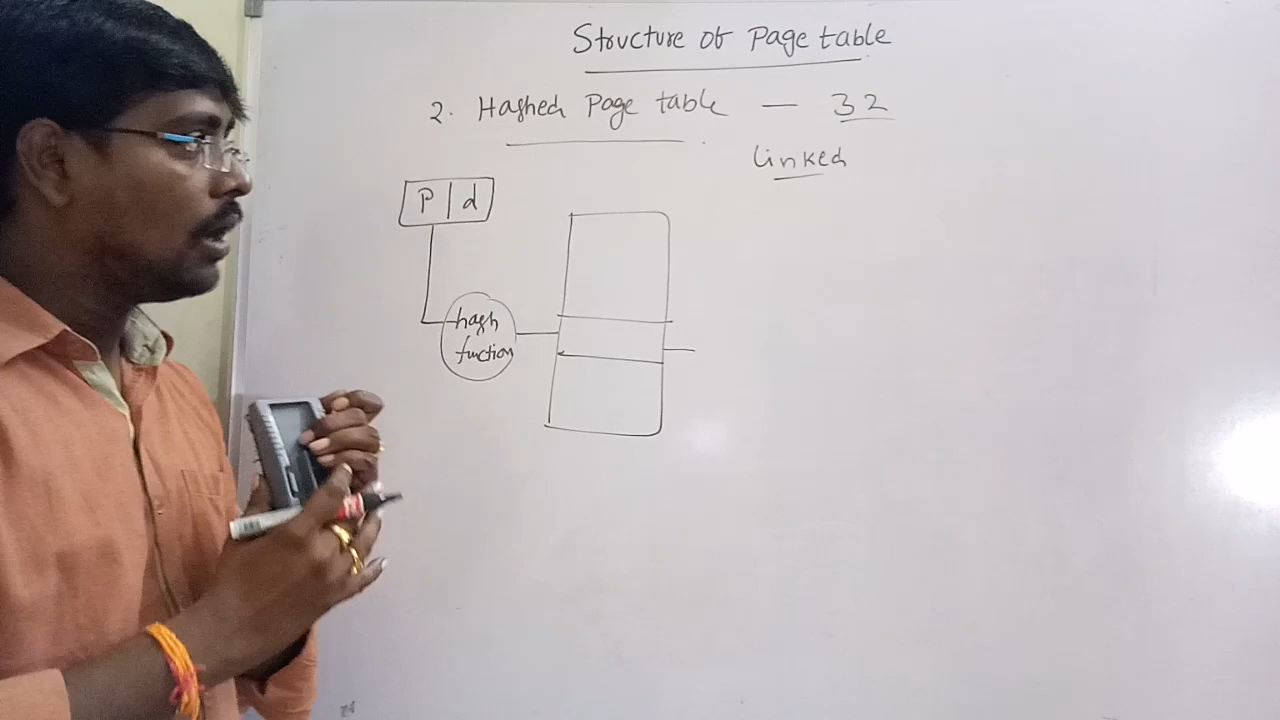 Structure of Page table
2. Hashed Page table — 32
linked
P | d
hash
function